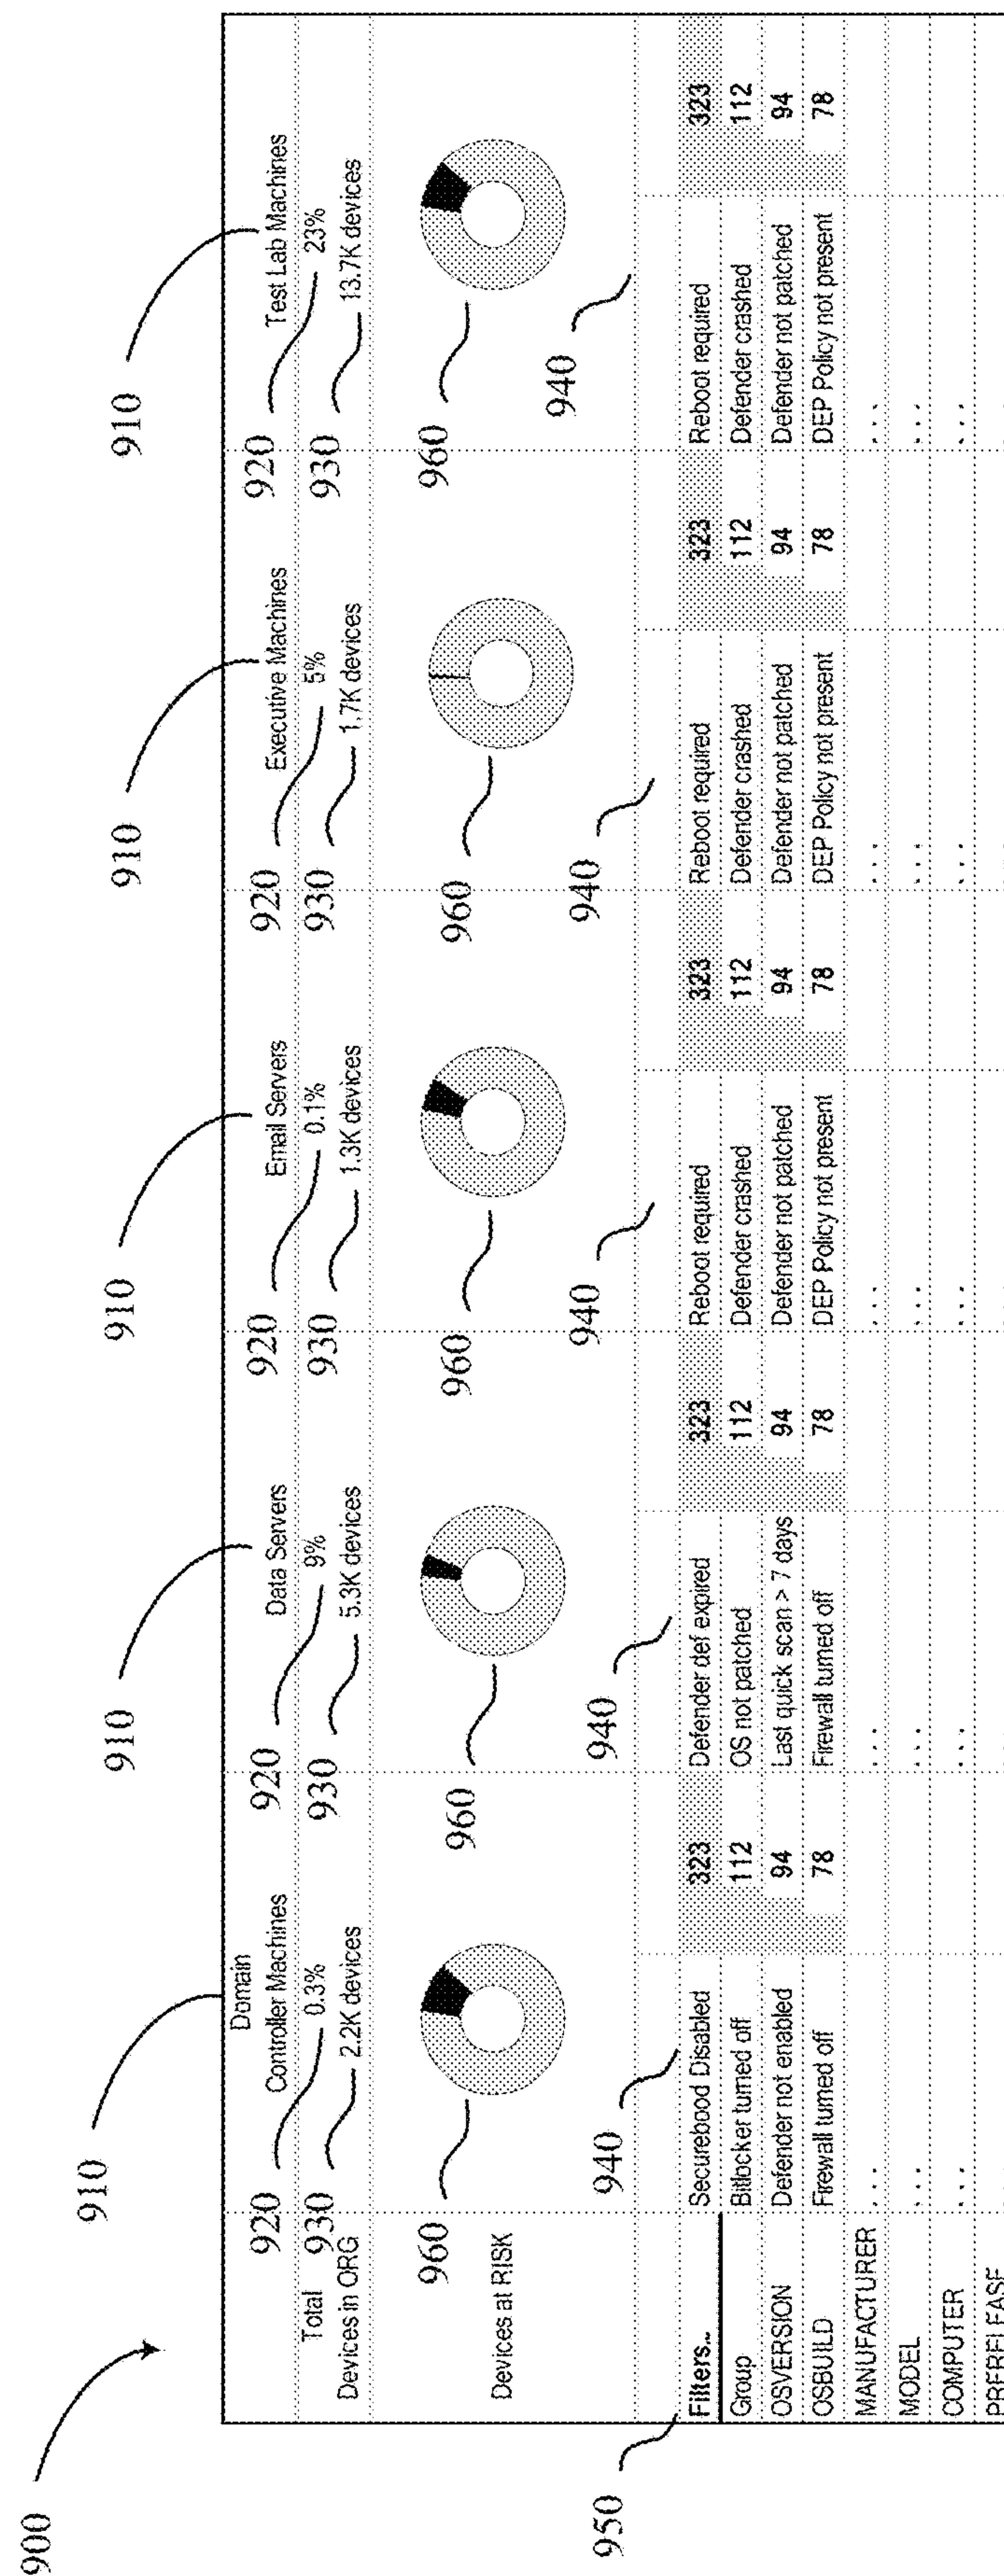 900
910 910 910 910 910
Domain
Controller Machines Data Servers Email Servers Executive Machines Test Lab Machines
920 920 920 920 920
Total 0.3% 9% 0.1% 5% 23%
930 930 930 930 930
Devices in ORG 2.2K devices 5.3K devices 1.3K devices 1.7K devices 13.7K devices
960 960 960 960 960
Devices at RISK
940 940 940 940 940
950
Filters... Securebood Disabled 323 Defender def expired 323 Reboot required 323 Reboot required 323 Reboot required 323
Group Bitlocker turned off 112 OS not patched 112 Defender crashed 112 Defender crashed 112 Defender crashed 112
OSVERSION Defender not enabled 94 Last quick scan > 7 days 94 Defender not patched 94 Defender not patched 94 Defender not patched 94
OSBUILD Firewall turned off 78 Firewall turned off 78 DEP Policy not present 78 DEP Policy not present 78 DEP Policy not present 78
MANUFACTURER ... ... ... ... ...
MODEL ... ... ... ... ...
COMPUTER ... ... ... ... ...
PRERELEASE